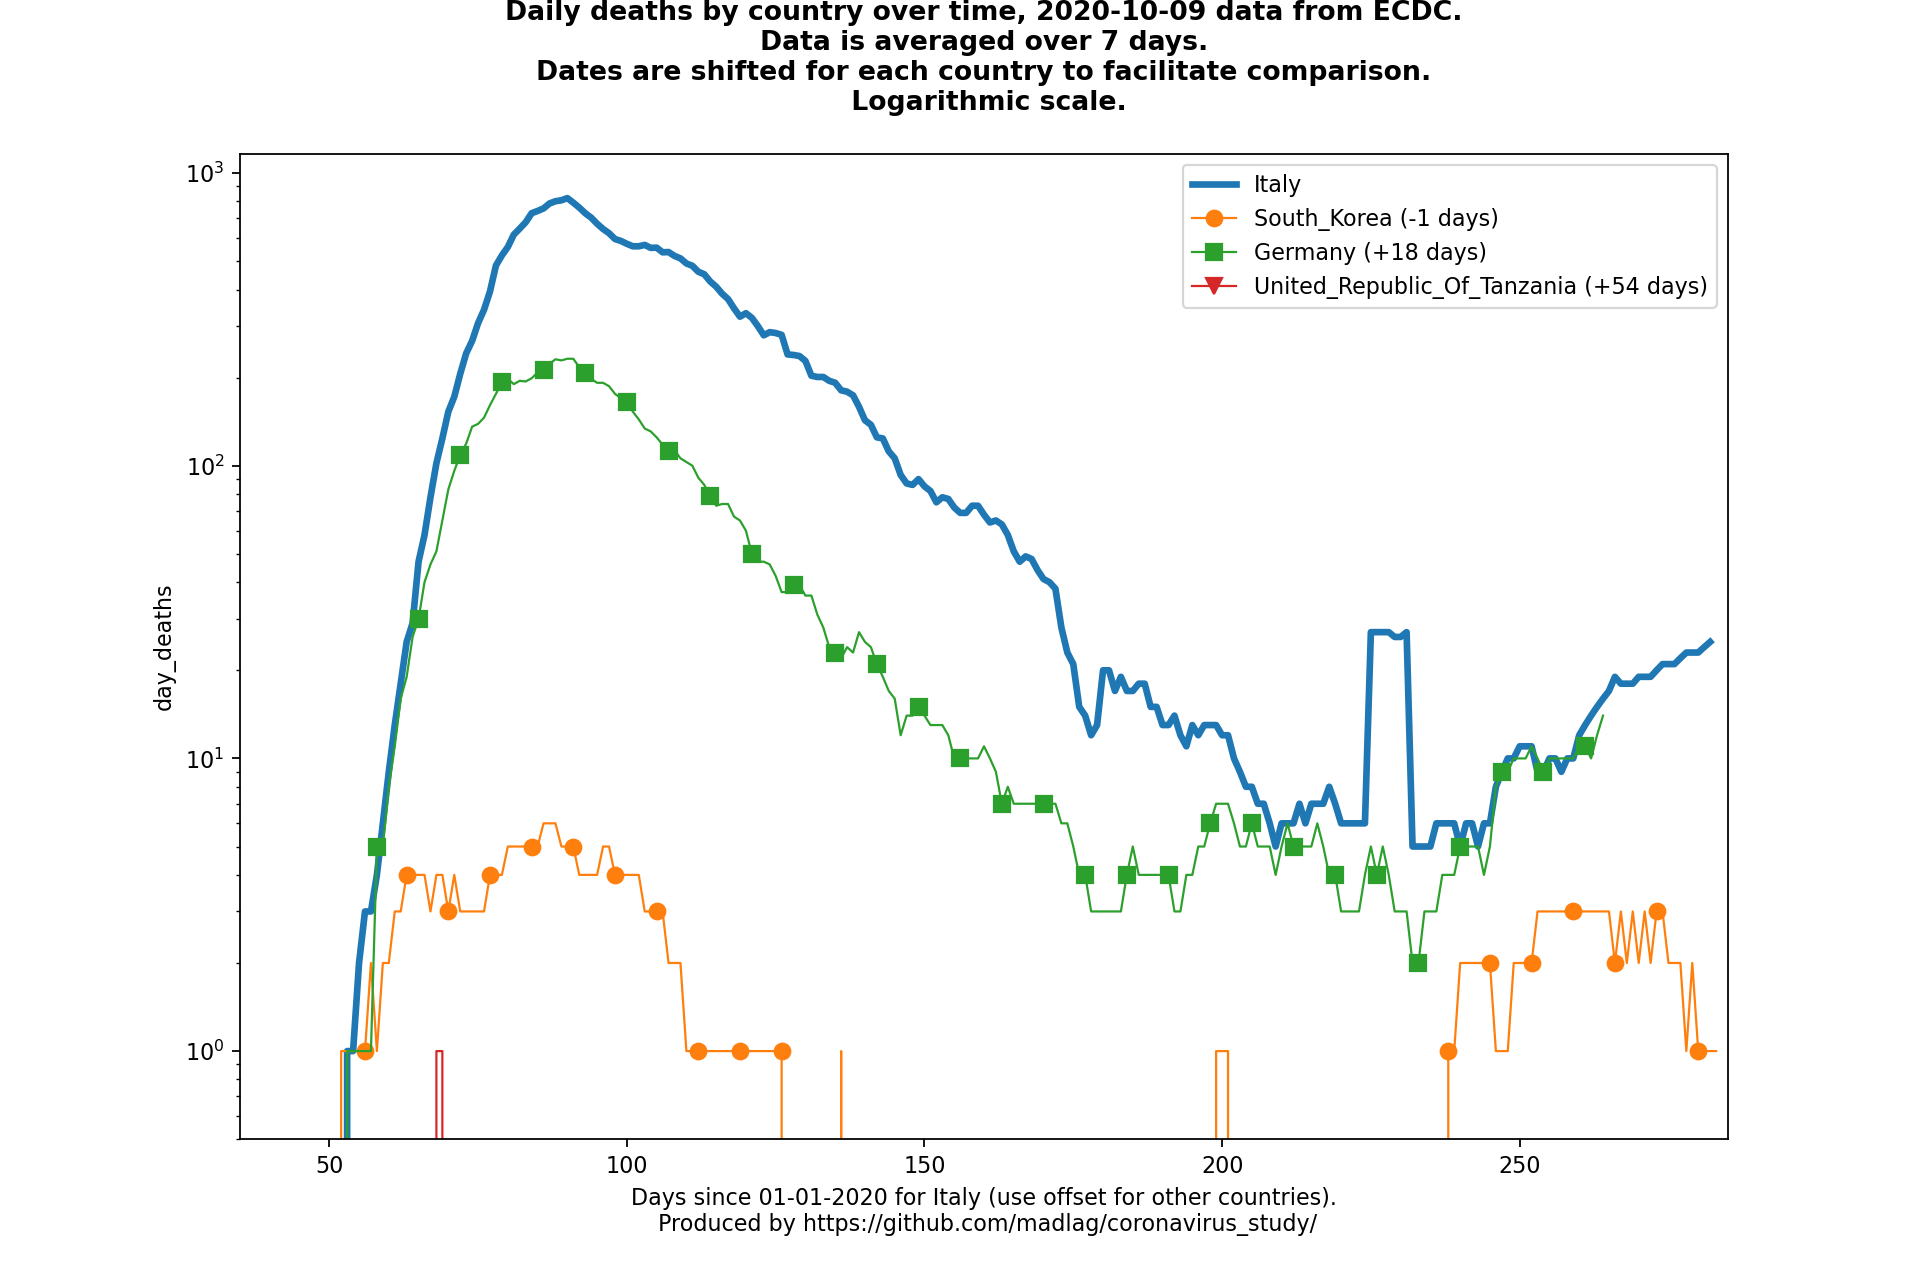 Daily deaths by country over time, 2020-10-09 data from ECDC.
Data is averaged over 7 days.
Dates are shifted for each country to facilitate comparison.
Logarithmic scale.
10³
10²
10¹
10⁰
day_deaths
Italy
South_Korea (-1 days)
Germany (+18 days)
United_Republic_Of_Tanzania (+54 days)
50 100 150 200 250
Days since 01-01-2020 for Italy (use offset for other countries).
Produced by https://github.com/madlag/coronavirus_study/